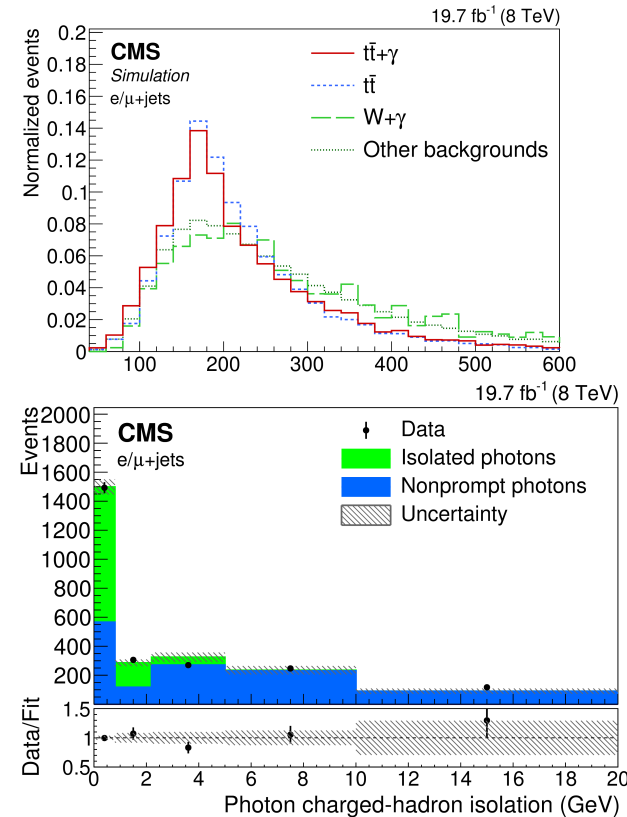 19.7 fb⁻¹ (8 TeV)
0.2
0.18
0.16
0.14
0.12
0.1
0.08
0.06
0.04
0.02
0
Normalized events
CMS
Simulation
e/μ+jets
tt̄+γ
tt̄
W+γ
Other backgrounds
100 200 300 400 500 600
19.7 fb⁻¹ (8 TeV)
2000
1800
1600
1400
1200
1000
800
600
400
200
Events
CMS
e/μ+jets
Data
Isolated photons
Nonprompt photons
Uncertainty
1.5
1
0.5
Data/Fit
0 2 4 6 8 10 12 14 16 18 20
Photon charged-hadron isolation (GeV)